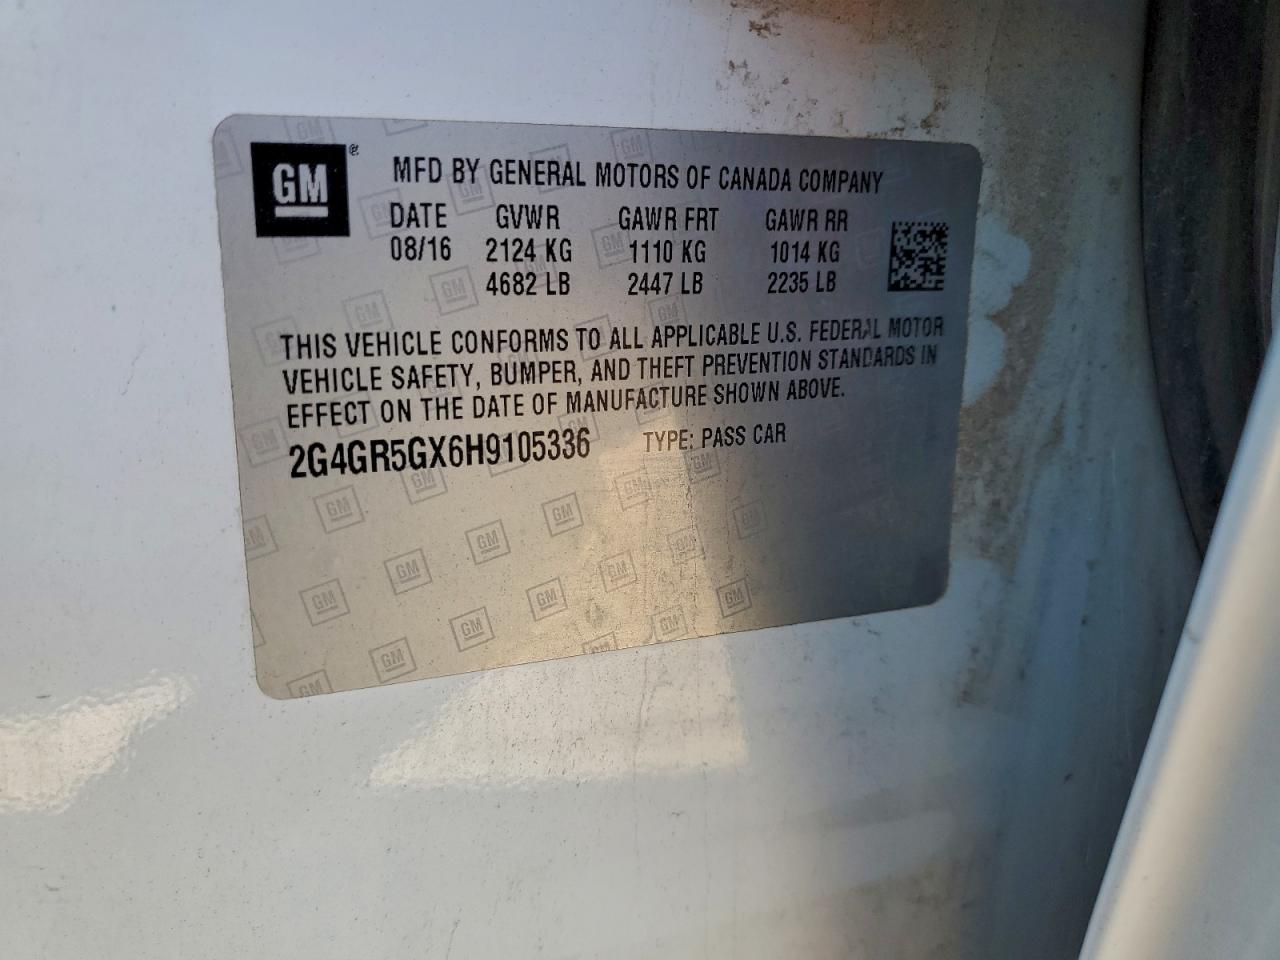 GM ®
MFD BY GENERAL MOTORS OF CANADA COMPANY
DATE GVWR GAWR FRT GAWR RR
08/16 2124 KG 1110 KG 1014 KG
4682 LB 2447 LB 2235 LB
THIS VEHICLE CONFORMS TO ALL APPLICABLE U.S. FEDERAL MOTOR
VEHICLE SAFETY, BUMPER, AND THEFT PREVENTION STANDARDS IN
EFFECT ON THE DATE OF MANUFACTURE SHOWN ABOVE.
2G4GR5GX6H9105336 TYPE: PASS CAR